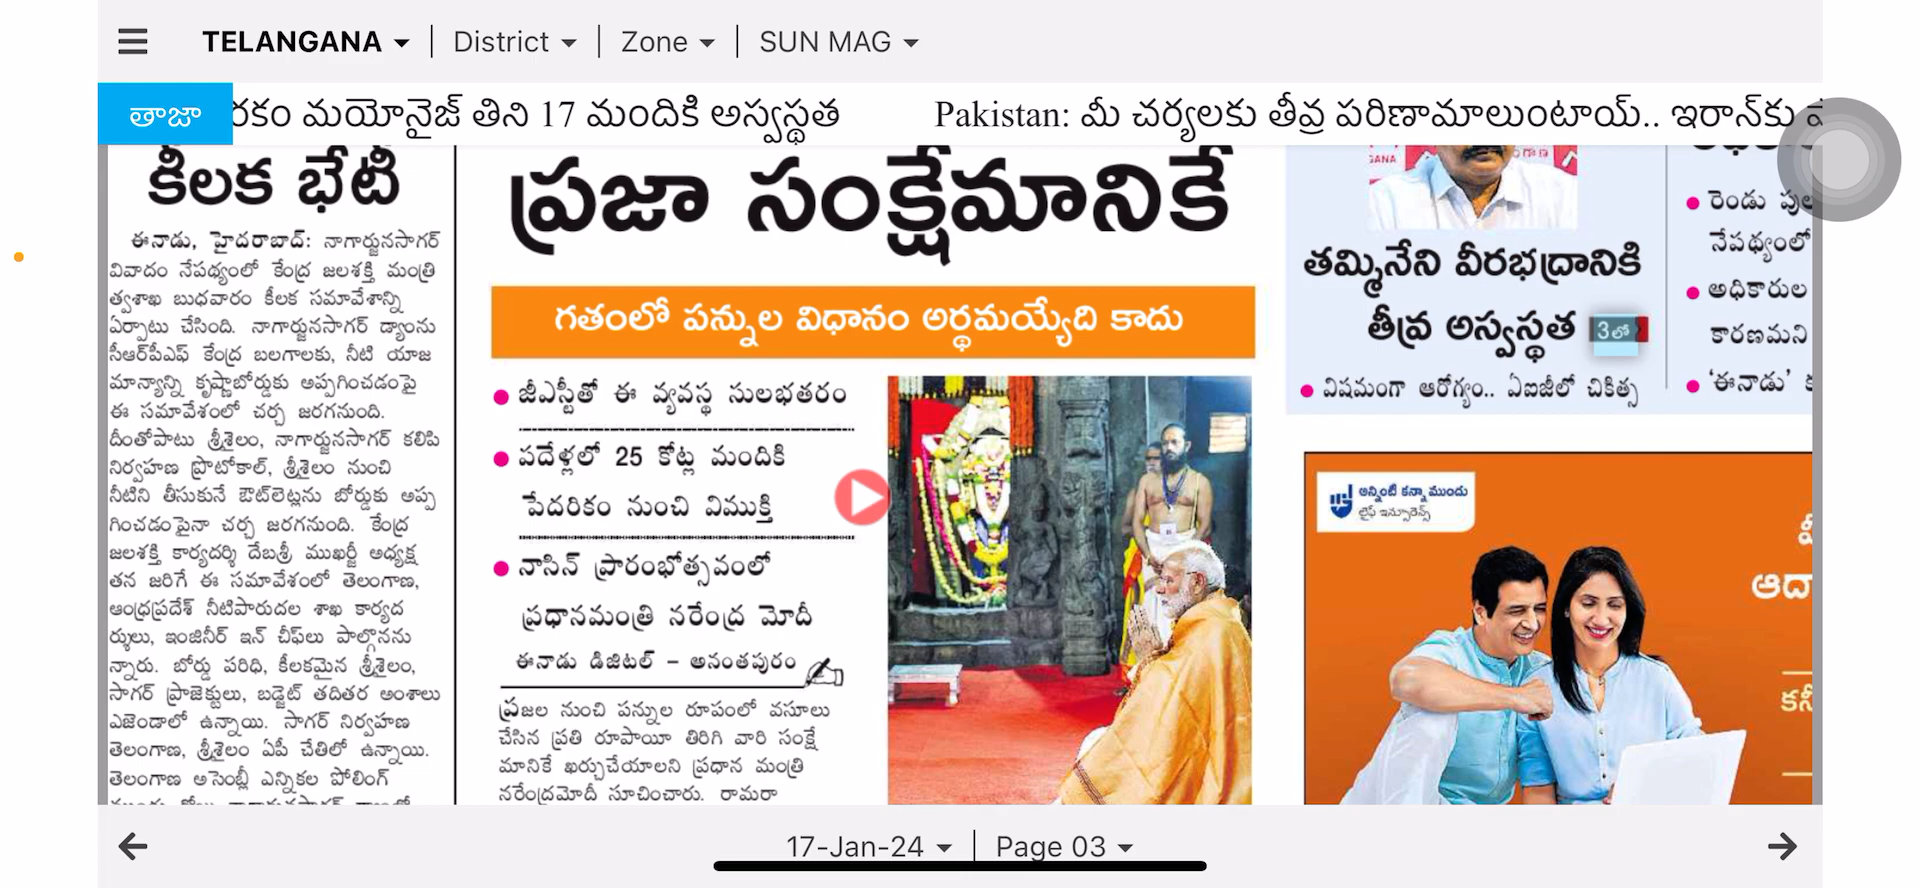 TELANGANA
District
Zone
SUN MAG
తాజా
రకం మయోనైజ్ తిని 17 మందికి అస్వస్థత
Pakistan: మీ చర్యలకు తీవ్ర పరిణామాలుంటాయ్.. ఇరాన్‌కు
కీలక భేటీ
ఈనాడు, హైదరాబాద్: నాగార్జునసాగర్
వివాదం నేపథ్యంలో కేంద్ర జలశక్తి మంత్రి
త్వశాఖ బుధవారం కీలక సమావేశాన్ని
ఏర్పాటు చేసింది. నాగార్జునసాగర్ డ్యాంను
సీఆర్‌పీఎఫ్ కేంద్ర బలగాలకు, నీటి యాజ
మాన్యాన్ని కృష్ణాబోర్డుకు అప్పగించడంపై
ఈ సమావేశంలో చర్చ జరగనుంది.
దీంతోపాటు శ్రీశైలం, నాగార్జునసాగర్ కలిపి
నిర్వహణ ప్రొటోకాల్, శ్రీశైలం నుంచి
నీటిని తీసుకునే ఔట్‌లెట్లను బోర్డుకు అప్ప
గించడంపైనా చర్చ జరగనుంది. కేంద్ర
జలశక్తి కార్యదర్శి దేబశ్రీ ముఖర్జీ అధ్యక్ష
తన జరిగే ఈ సమావేశంలో తెలంగాణ,
ఆంధ్రప్రదేశ్ నీటిపారుదల శాఖ కార్యద
ర్శులు, ఇంజినీర్ ఇన్ చీఫ్‌లు పాల్గొనను
న్నారు. బోర్డు పరిధి, కీలకమైన శ్రీశైలం,
సాగర్ ప్రాజెక్టులు, బడ్జెట్ తదితర అంశాలు
ఎజెండాలో ఉన్నాయి. సాగర్ నిర్వహణ
తెలంగాణ, శ్రీశైలం ఏపీ చేతిలో ఉన్నాయి.
తెలంగాణ అసెంబ్లీ ఎన్నికల పోలింగ్
ప్రజా సంక్షేమానికే
గతంలో పన్నుల విధానం అర్థమయ్యేది కాదు
• జీఎస్టీతో ఈ వ్యవస్థ సులభతరం
• పదేళ్లలో 25 కోట్ల మందికి
పేదరికం నుంచి విముక్తి
• నాసిన్ ప్రారంభోత్సవంలో
ప్రధానమంత్రి నరేంద్ర మోదీ
ఈనాడు డిజిటల్ - అనంతపురం
ప్రజల నుంచి పన్నుల రూపంలో వసూలు
చేసిన ప్రతి రూపాయీ తిరిగి వారి సంక్షే
మానికే ఖర్చుచేయాలని ప్రధాన మంత్రి
నరేంద్రమోదీ సూచించారు. రామరా
తమ్మినేని వీరభద్రానికి
తీవ్ర అస్వస్థత 3లో
• విషమంగా ఆరోగ్యం.. ఏఐజీలో చికిత్స
• రెండు
నేపథ్యంలో
• అధికారుల
కారణమని
• ‘ఈనాడు’
అన్నింటి కన్నా ముందు
లైఫ్ ఇన్సూరెన్స్
17-Jan-24
Page 03